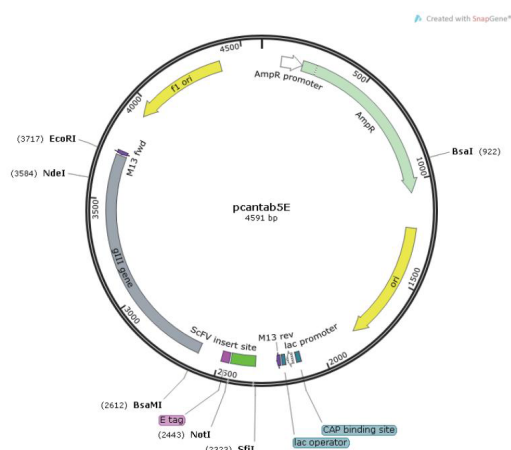 Created with SnapGene®
4500
AmpR promoter
500
f1 ori
4000
AmpR
(3717) EcoRI
M13 fwd
BsaI (922)
1000
(3584) NdeI
3500
pcantab5E
4591 bp
gIII gene
ori
1500
3000
ScFV insert site
M13 rev
lac promoter
2000
2500
(2612) BsaMI
E tag
CAP binding site
(2443) NotI
lac operator
(2323) SfiI